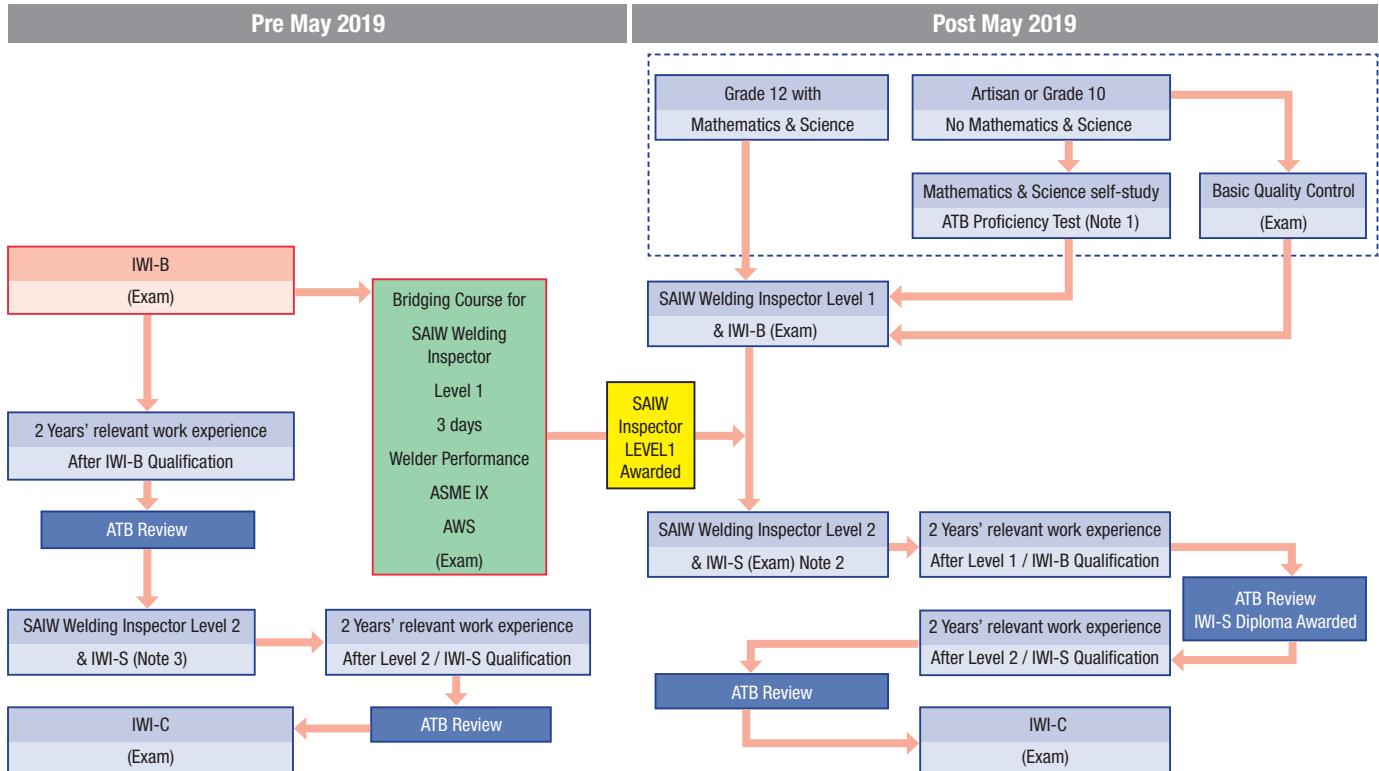 Pre May 2019
Post May 2019
Grade 12 with
Mathematics & Science
Artisan or Grade 10
No Mathematics & Science
Mathematics & Science self-study
ATB Proficiency Test (Note 1)
Basic Quality Control
(Exam)
IWI-B
(Exam)
Bridging Course for
SAIW Welding
Inspector
Level 1
3 days
Welder Performance
ASME IX
AWS
(Exam)
SAIW Welding Inspector Level 1
& IWI-B (Exam)
SAIW
Inspector
LEVEL1
Awarded
2 Years’ relevant work experience
After IWI-B Qualification
ATB Review
SAIW Welding Inspector Level 2
& IWI-S (Exam) Note 2
2 Years’ relevant work experience
After Level 1 / IWI-B Qualification
ATB Review
IWI-S Diploma Awarded
SAIW Welding Inspector Level 2
& IWI-S (Note 3)
2 Years’ relevant work experience
After Level 2 / IWI-S Qualification
2 Years’ relevant work experience
After Level 2 / IWI-S Qualification
ATB Review
ATB Review
IWI-C
(Exam)
IWI-C
(Exam)